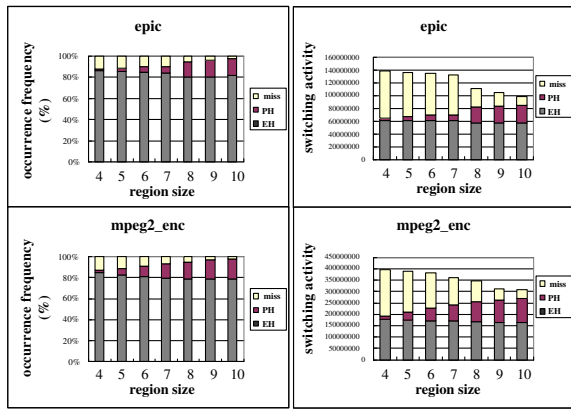 epic
occurrence frequency
(%)
100%
80%
60%
40%
20%
0%
4 5 6 7 8 9 10
region size
miss
PH
EH
epic
switching activity
160000000
140000000
120000000
100000000
80000000
60000000
40000000
20000000
0
4 5 6 7 8 9 10
region size
miss
PH
EH
mpeg2_enc
occurrence frequency
(%)
100%
80%
60%
40%
20%
0%
4 5 6 7 8 9 10
region size
miss
PH
EH
mpeg2_enc
switching activity
450000000
400000000
350000000
300000000
250000000
200000000
150000000
100000000
50000000
0
4 5 6 7 8 9 10
region size
miss
PH
EH